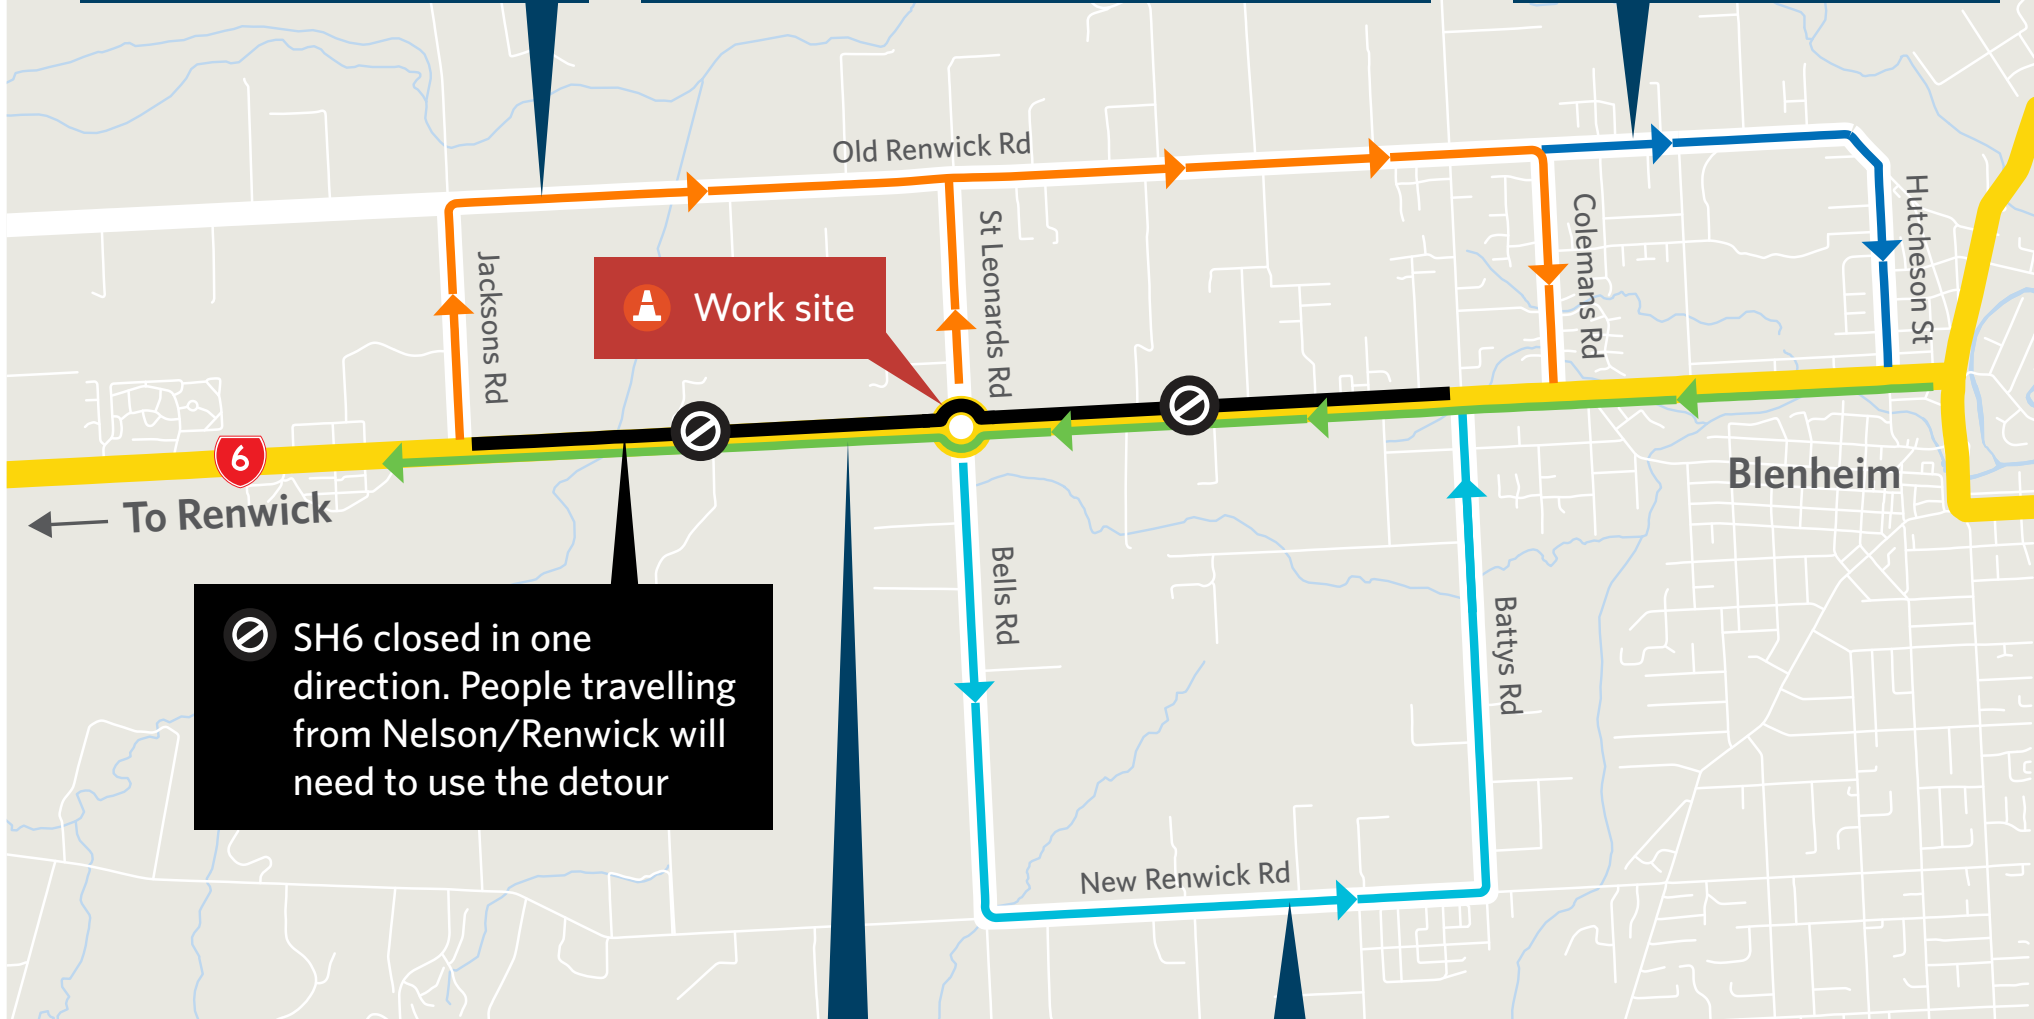 Old Renwick Rd
Jacksons Rd
St Leonards Rd
Colemans Rd
Hutcheson St
Work site
6
To Renwick
Blenheim
Bells Rd
Battys Rd
SH6 closed in one
direction. People travelling
from Nelson/Renwick will
need to use the detour
New Renwick Rd